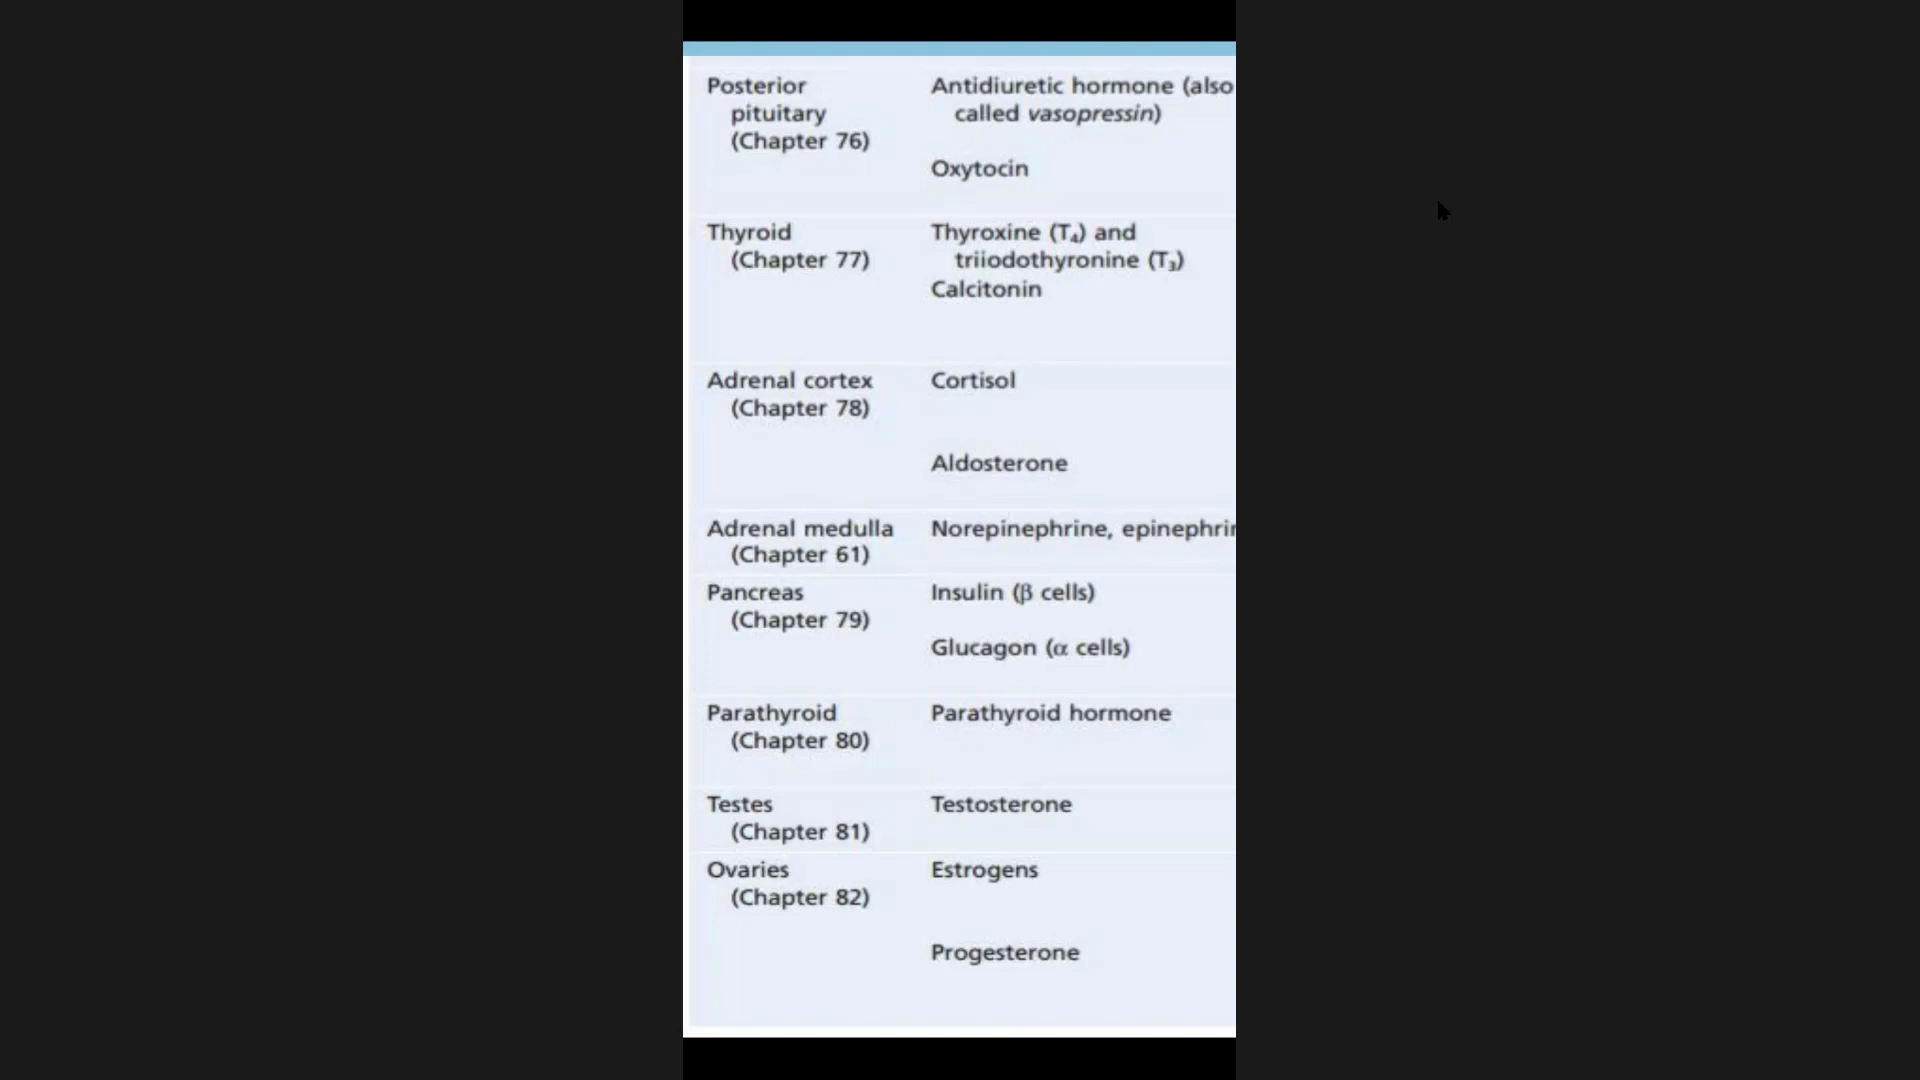 Posterior Antidiuretic hormone (also
pituitary called vasopressin)
(Chapter 76)
Oxytocin
Thyroid Thyroxine (T₄) and
(Chapter 77) triiodothyronine (T₃)
Calcitonin
Adrenal cortex Cortisol
(Chapter 78)
Aldosterone
Adrenal medulla Norepinephrine,
(Chapter 61)
Pancreas Insulin (β cells)
(Chapter 79)
Glucagon (α cells)
Parathyroid Parathyroid hormone
(Chapter 80)
Testes Testosterone
(Chapter 81)
Ovaries Estrogens
(Chapter 82)
Progesterone